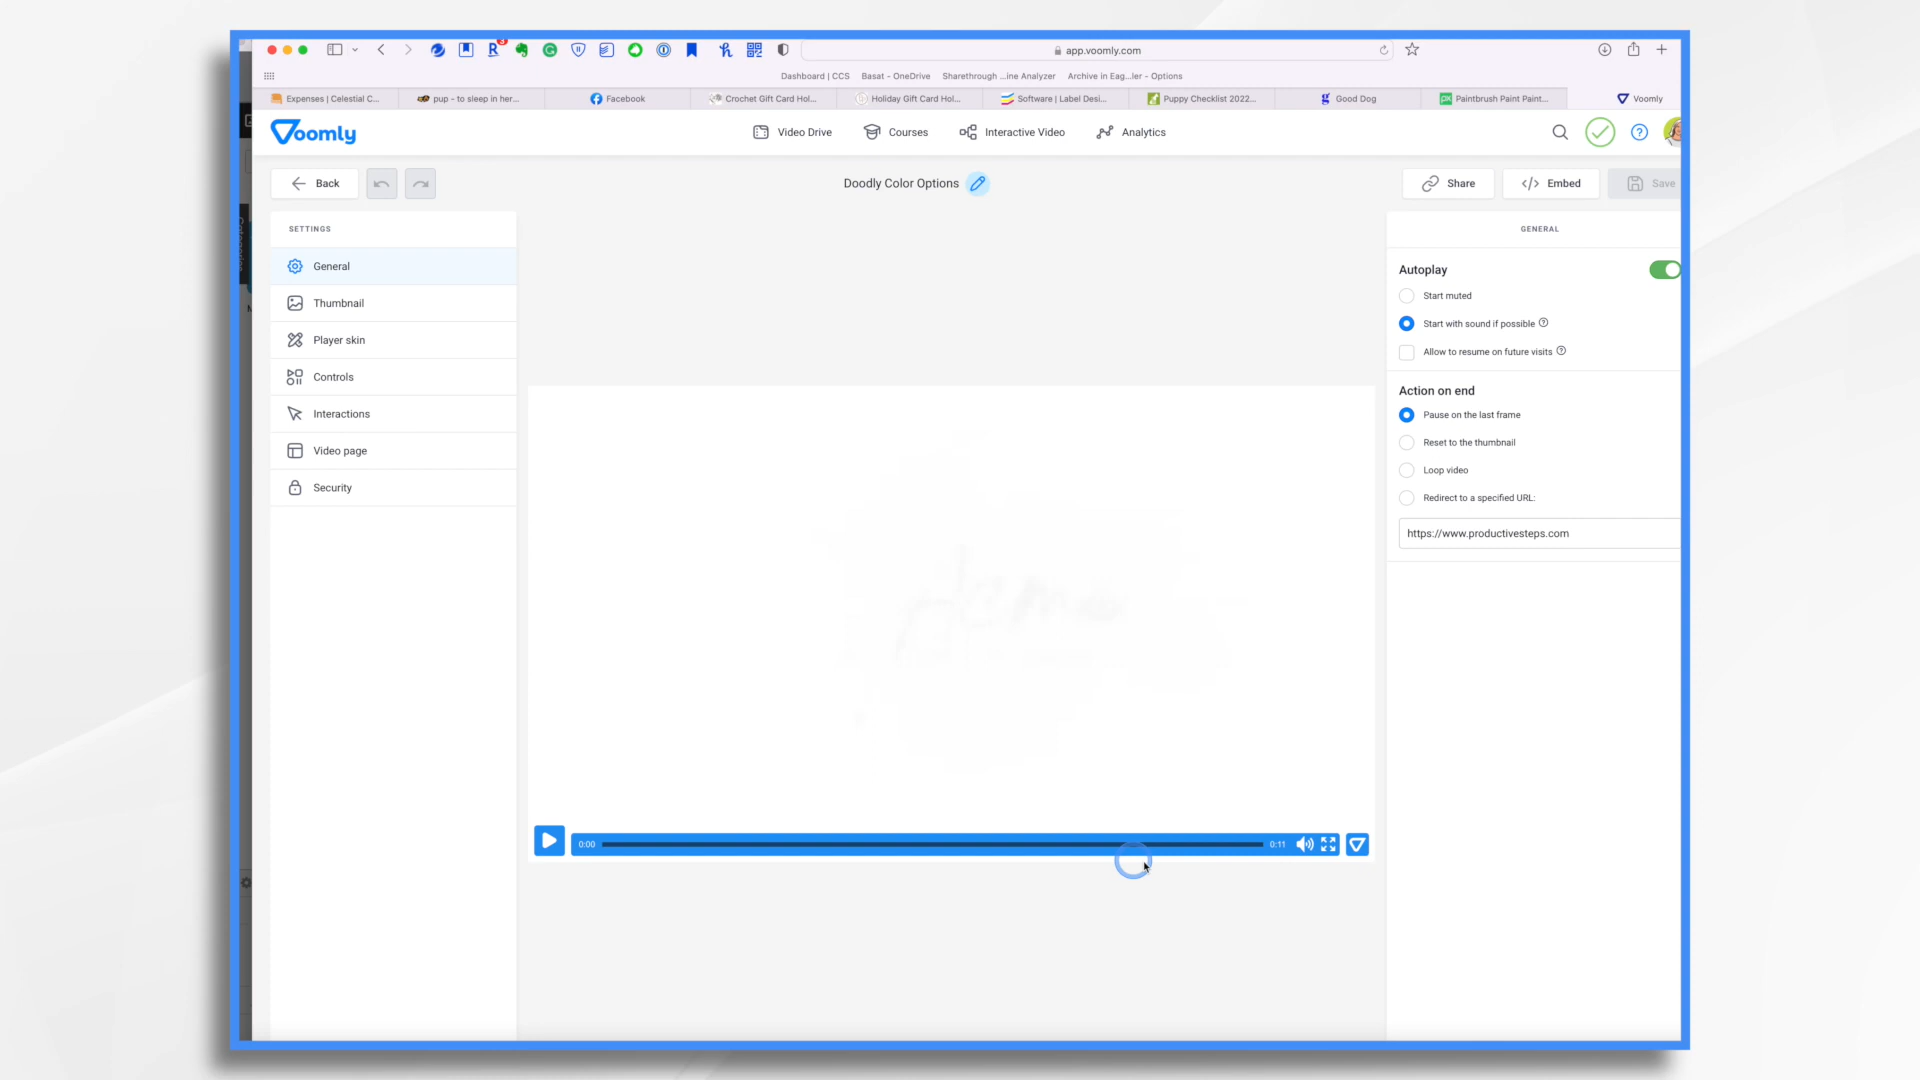 app.voomly.com
Dashboard | CCS Basat - OneDrive Sharethrough ...ine Analyzer Archive in Eag...ler - Options
Expenses | Celestial C... pup - to sleep in her... Facebook Crochet Gift Card Hol... Holiday Gift Card Hol... Software | Label Desi... Puppy Checklist 2022... Good Dog Paintbrush Paint Paint... Voomly
Voomly Video Drive Courses Interactive Video Analytics
Back Doodly Color Options Share Embed Save
SETTINGS
General
Thumbnail
Player skin
Controls
Interactions
Video page
Security
0:00 0:11
GENERAL
Autoplay
Start muted
Start with sound if possible
Allow to resume on future visits
Action on end
Pause on the last frame
Reset to the thumbnail
Loop video
Redirect to a specified URL:
https://www.productivesteps.com